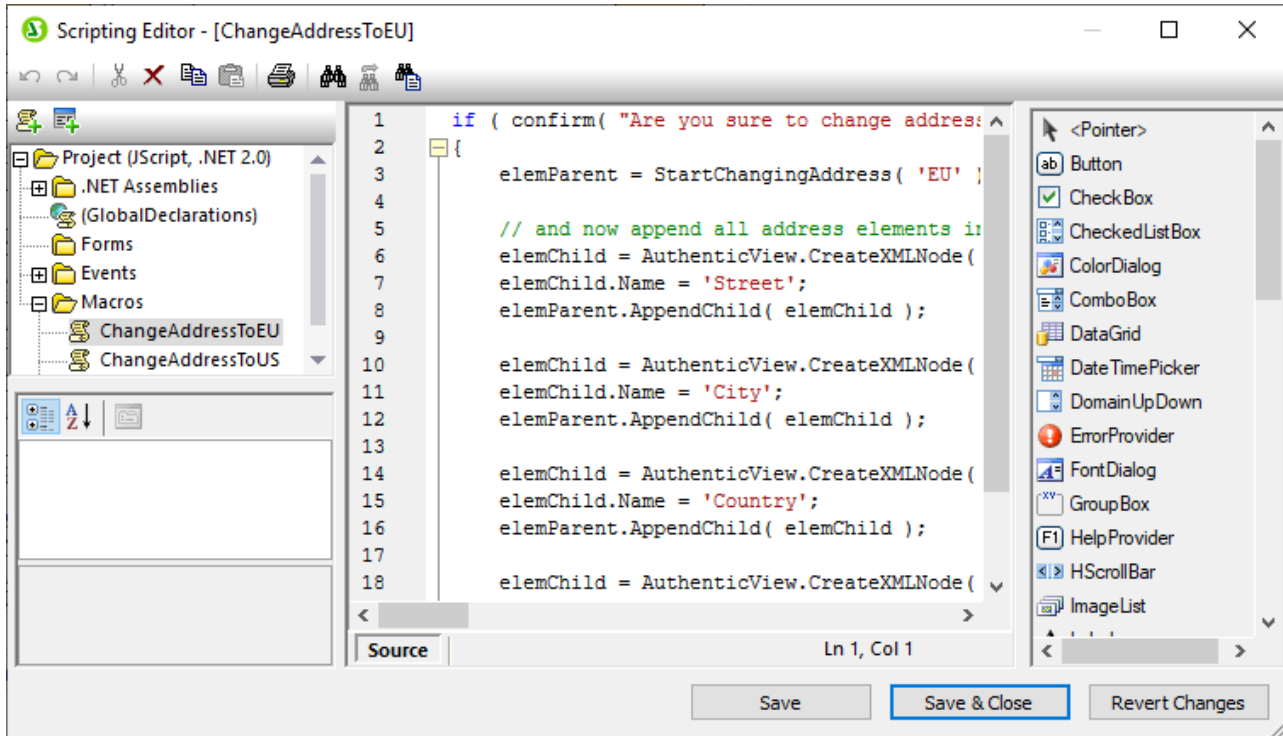 Scripting Editor - [ChangeAddressToEU]
Project (JScript, .NET 2.0)
.NET Assemblies
(GlobalDeclarations)
Forms
Events
Macros
ChangeAddressToEU
ChangeAddressToUS
A
Z
1 if ( confirm( "Are you sure to change address
2 {
3 elemParent = StartChangingAddress( 'EU' )
4
5 // and now append all address elements in
6 elemChild = AuthenticView.CreateXMLNode(
7 elemChild.Name = 'Street';
8 elemParent.AppendChild( elemChild );
9
10 elemChild = AuthenticView.CreateXMLNode(
11 elemChild.Name = 'City';
12 elemParent.AppendChild( elemChild );
13
14 elemChild = AuthenticView.CreateXMLNode(
15 elemChild.Name = 'Country';
16 elemParent.AppendChild( elemChild );
17
18 elemChild = AuthenticView.CreateXMLNode(
Source
Ln 1, Col 1
<Pointer>
ab Button
CheckBox
CheckedListBox
ColorDialog
ComboBox
DataGrid
DateTimePicker
DomainUpDown
ErrorProvider
FontDialog
XY GroupBox
F1 HelpProvider
HScrollBar
ImageList
Save
Save & Close
Revert Changes